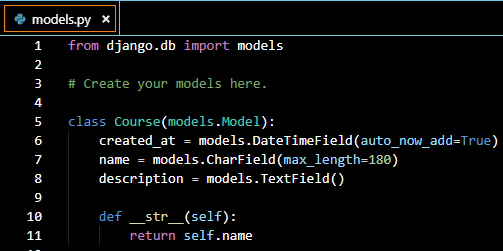 models.py ×
1 from django.db import models
2
3 # Create your models here.
4
5 class Course(models.Model):
6     created_at = models.DateTimeField(auto_now_add=True)
7     name = models.CharField(max_length=180)
8     description = models.TextField()
9
10     def __str__(self):
11         return self.name